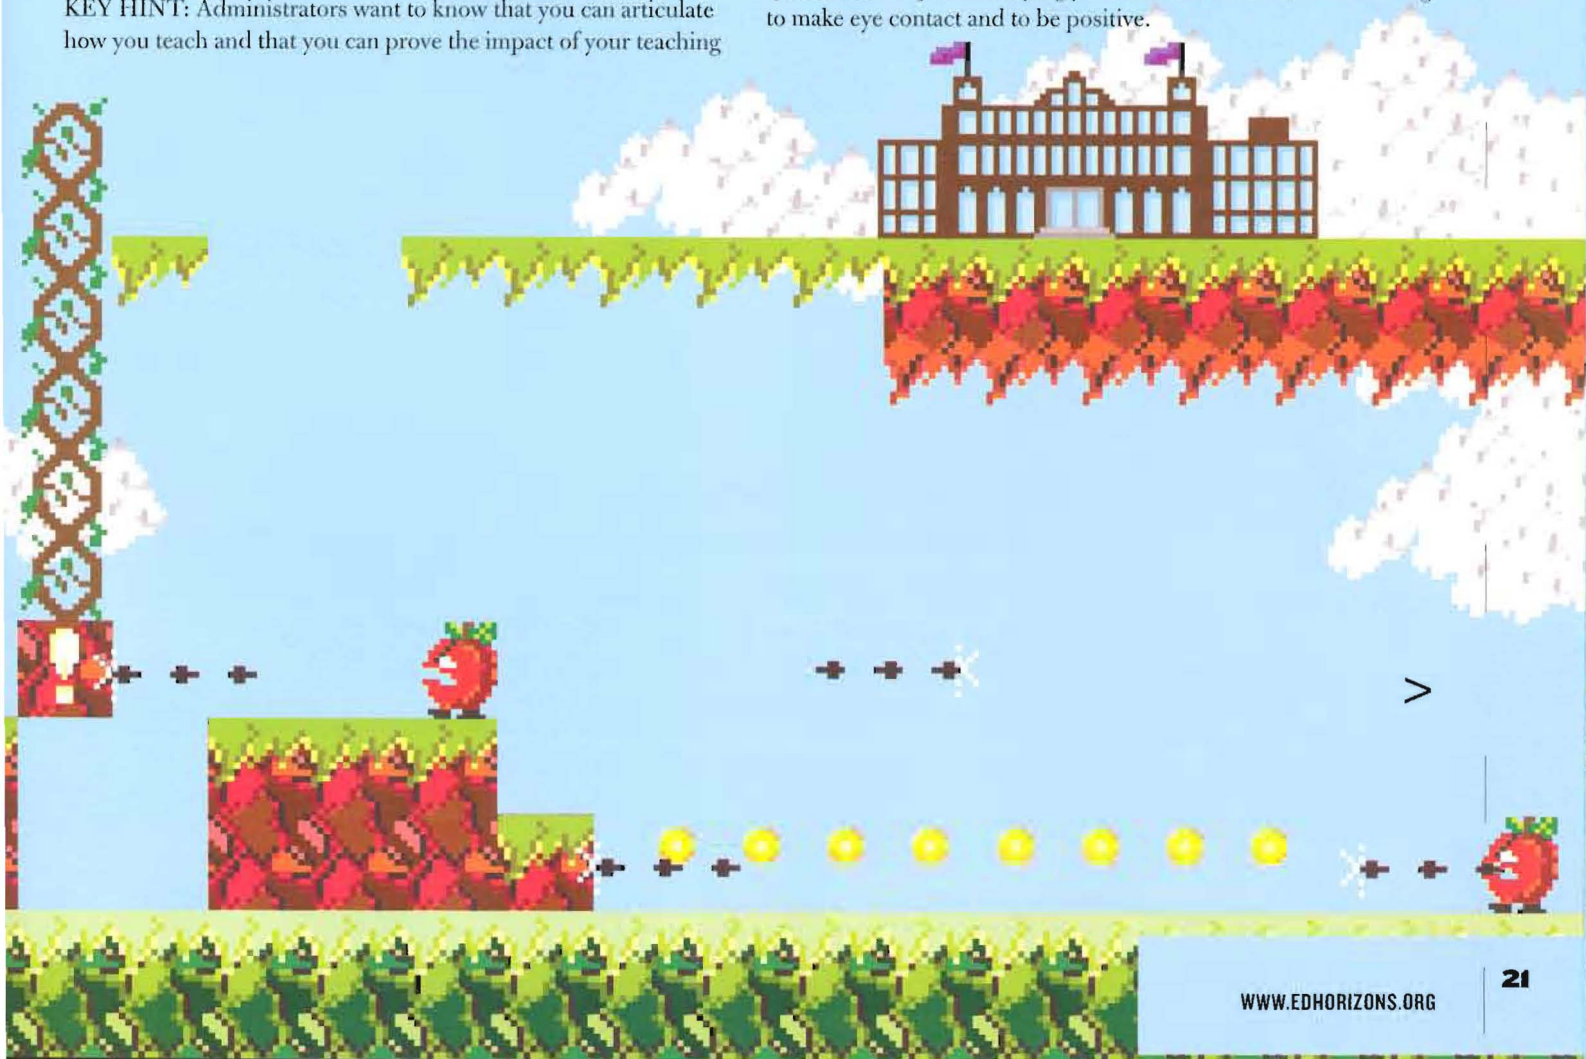 KEY HINT: Administrators want to know that you can articulate
how you teach and that you can prove the impact of your teaching
to make eye contact and to be positive.
>
WWW.EDHORIZONS.ORG
21